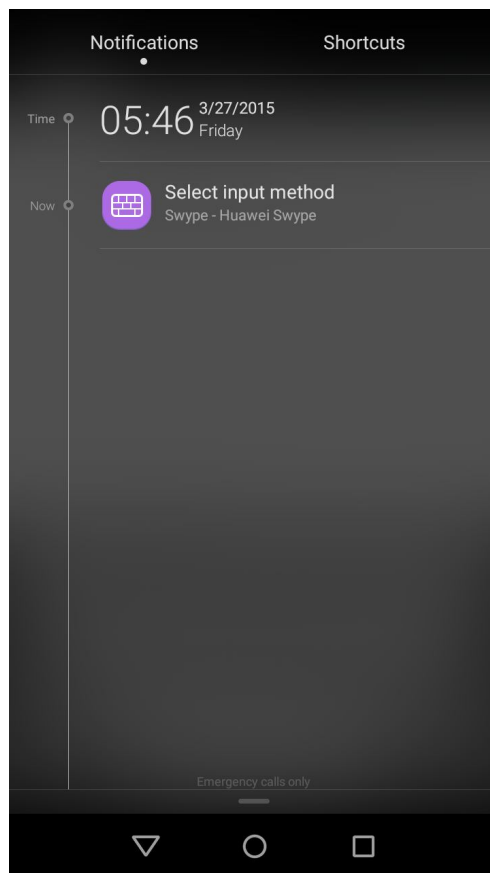 Notifications Shortcuts
Time 05:46 3/27/2015
Friday
Now Select input method
Swype - Huawei Swype
Emergency calls only